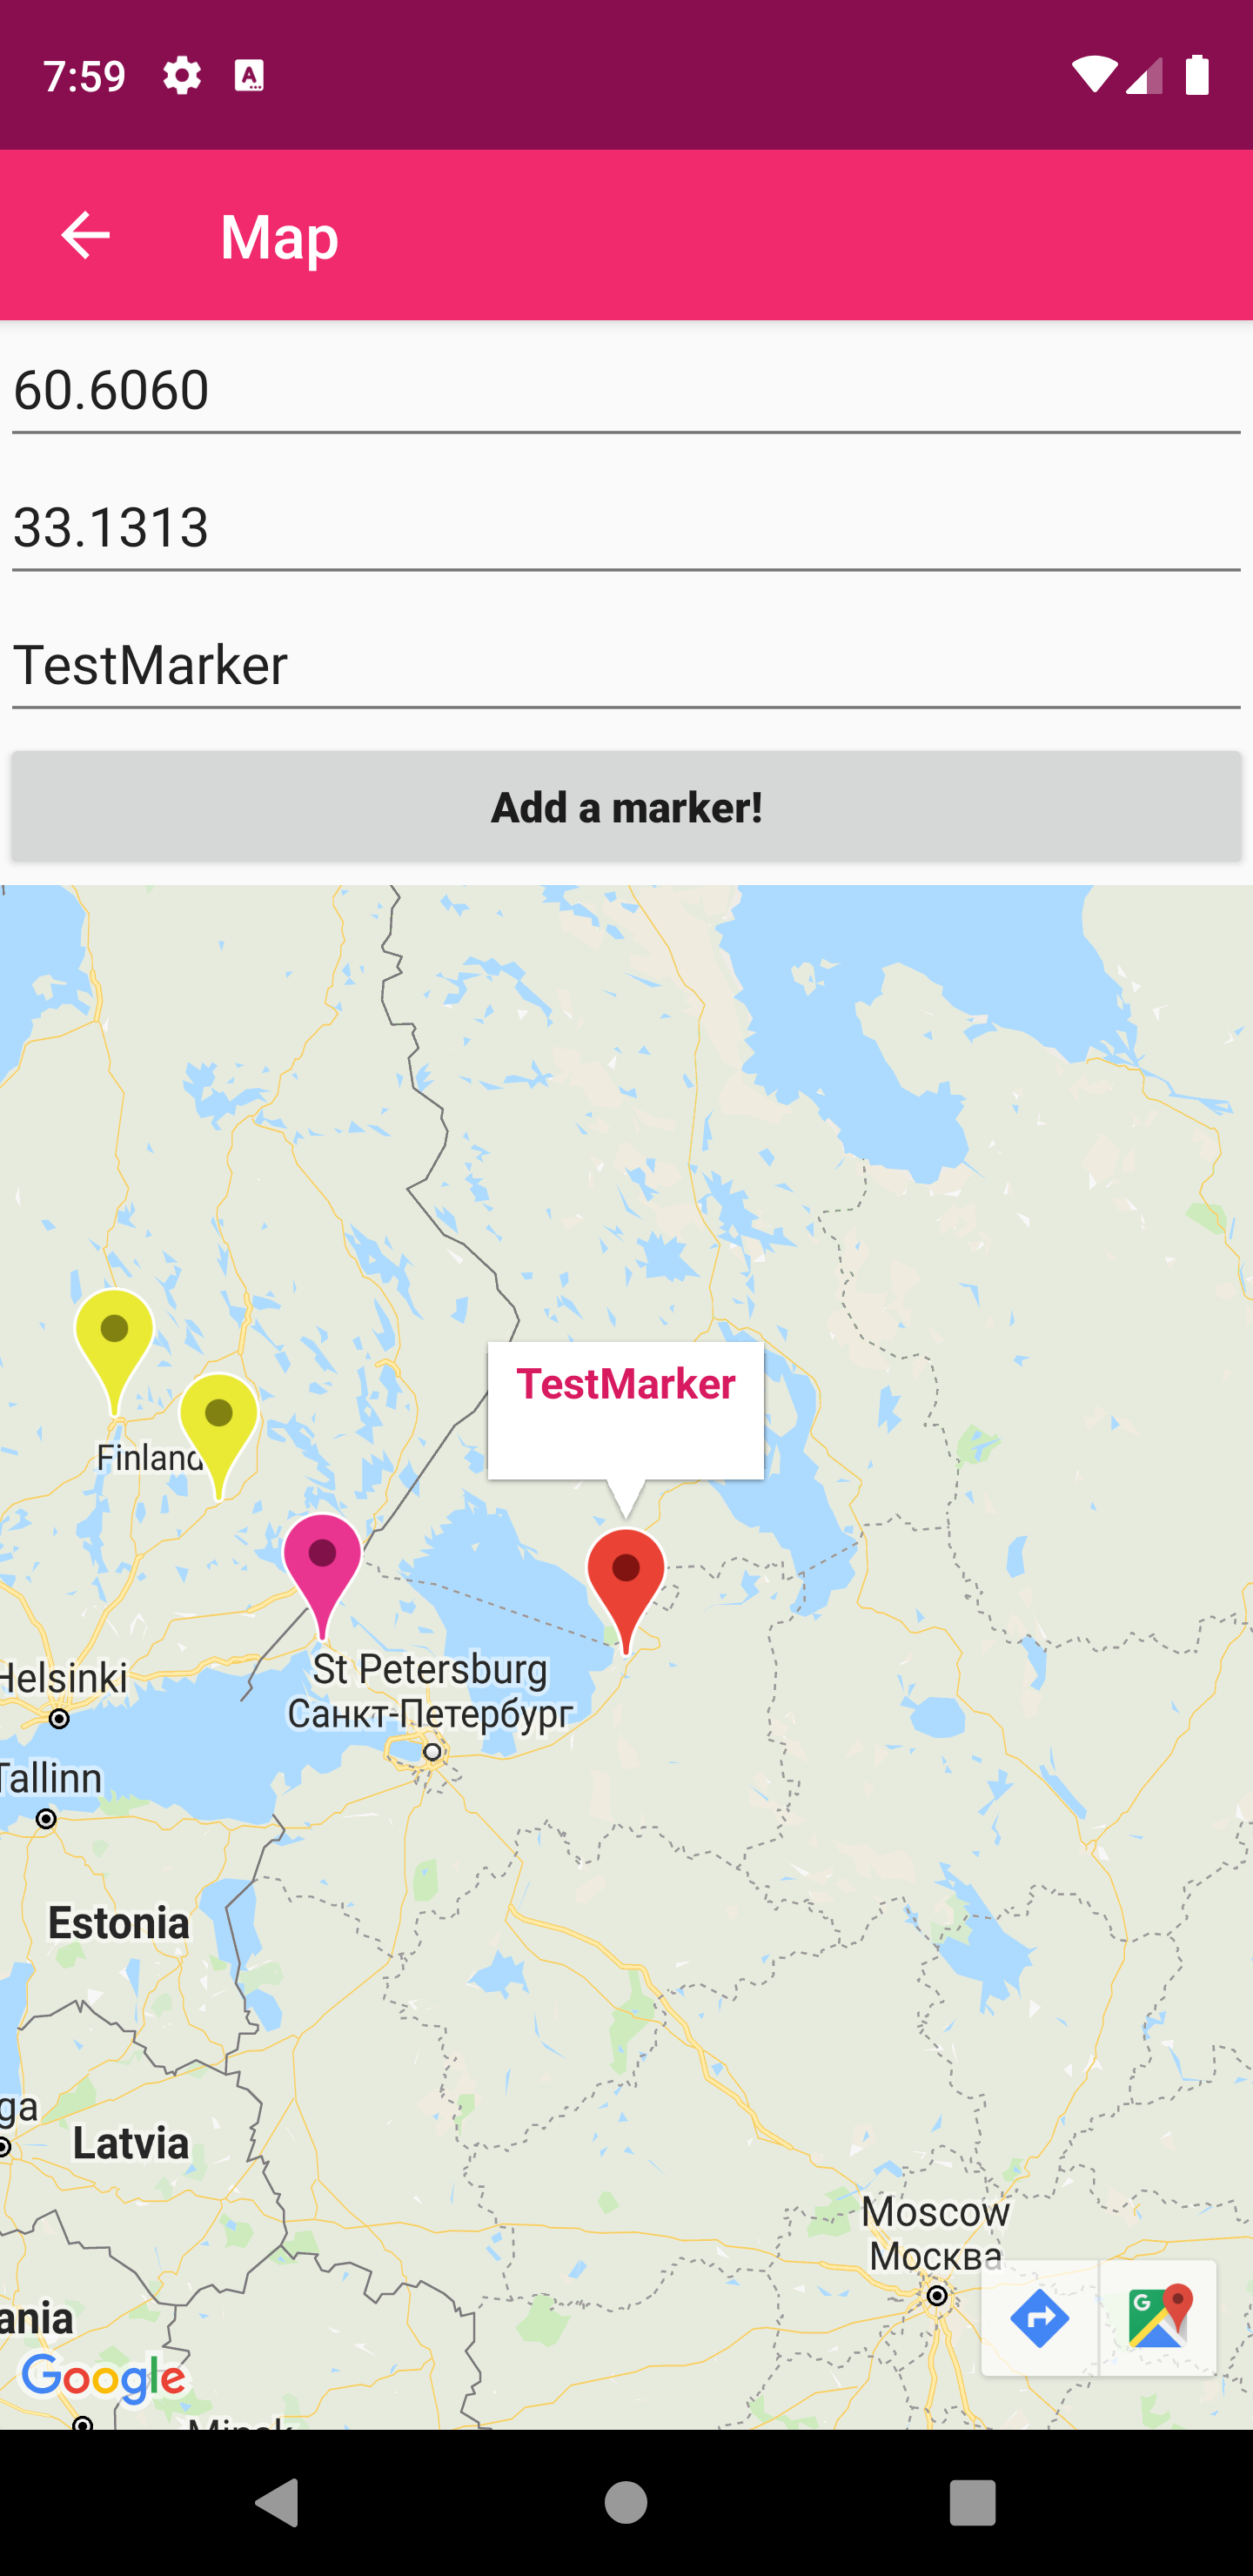 7:59
Map
60.6060
33.1313
TestMarker
Add a marker!
TestMarker
Finland
St Petersburg
Санкт-Петербург
Helsinki
Tallinn
Estonia
ga
Latvia
Moscow
Москва
ania
Google
Minsk